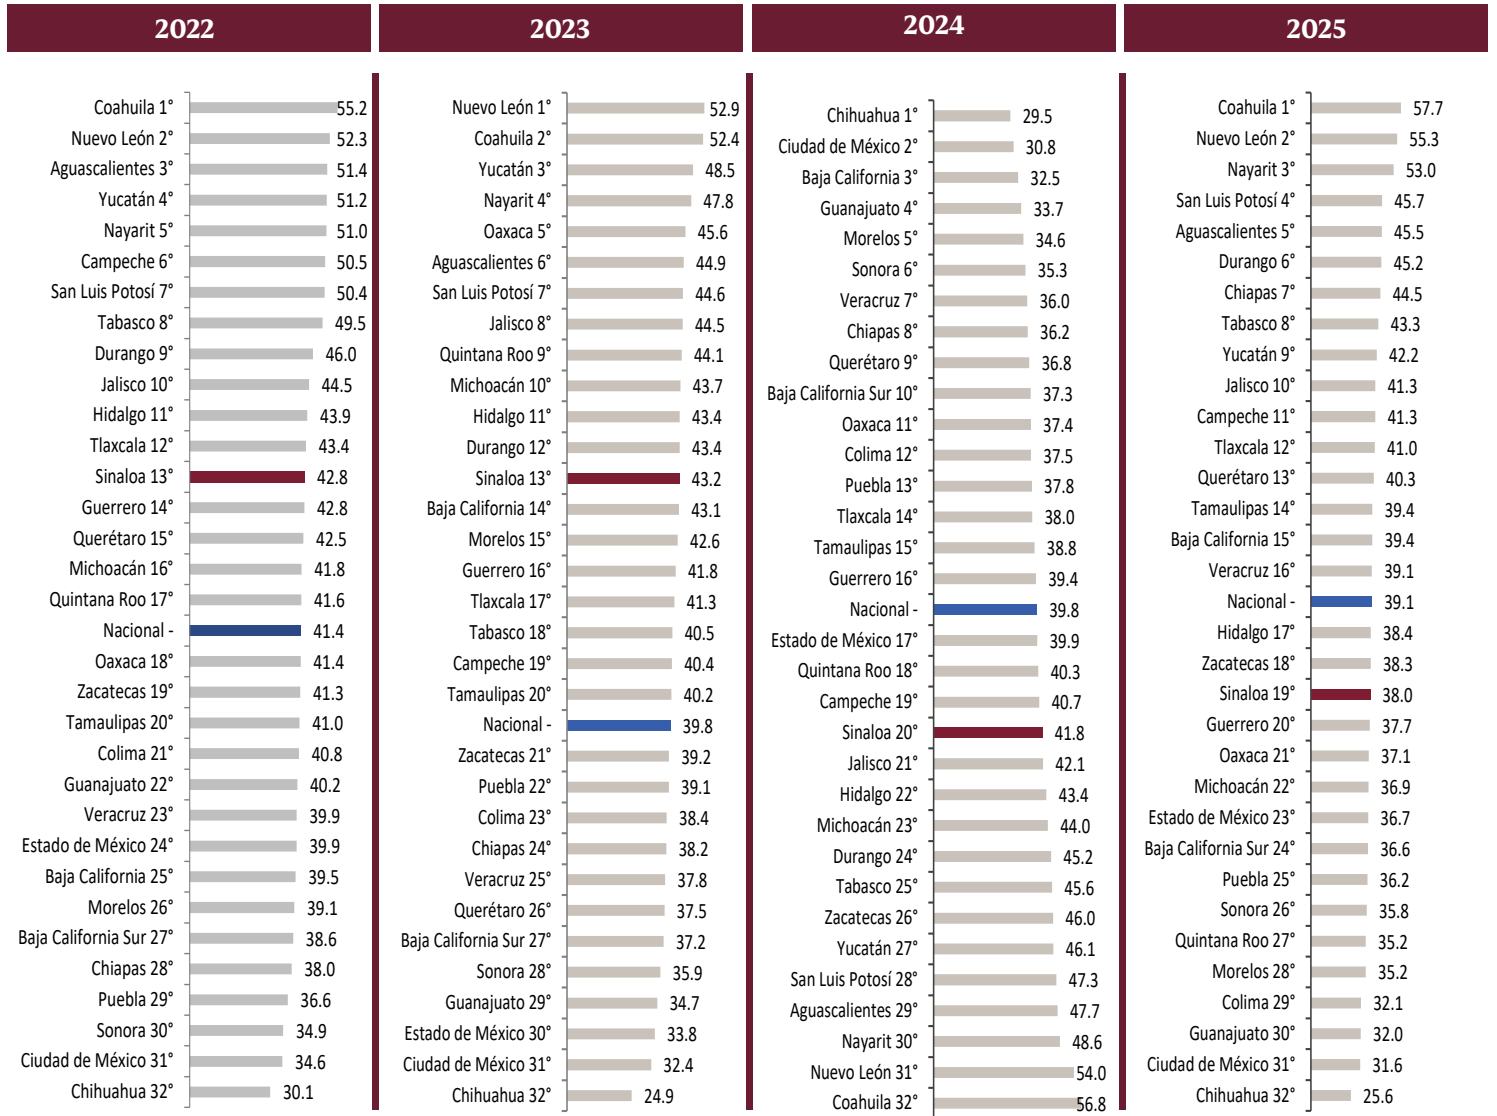 2022
Coahuila 1° 55.2
Nuevo León 2° 52.3
Aguascalientes 3° 51.4
Yucatán 4° 51.2
Nayarit 5° 51.0
Campeche 6° 50.5
San Luis Potosí 7° 50.4
Tabasco 8° 49.5
Durango 9° 46.0
Jalisco 10° 44.5
Hidalgo 11° 43.9
Tlaxcala 12° 43.4
Sinaloa 13° 42.8
Guerrero 14° 42.8
Querétaro 15° 42.5
Michoacán 16° 41.8
Quintana Roo 17° 41.6
Nacional - 41.4
Oaxaca 18° 41.4
Zacatecas 19° 41.3
Tamaulipas 20° 41.0
Colima 21° 40.8
Guanajuato 22° 40.2
Veracruz 23° 39.9
Estado de México 24° 39.9
Baja California 25° 39.5
Morelos 26° 39.1
Baja California Sur 27° 38.6
Chiapas 28° 38.0
Puebla 29° 36.6
Sonora 30° 34.9
Ciudad de México 31° 34.6
Chihuahua 32° 30.1
2023
Nuevo León 1° 52.9
Coahuila 2° 52.4
Yucatán 3° 48.5
Nayarit 4° 47.8
Oaxaca 5° 45.6
Aguascalientes 6° 44.9
San Luis Potosí 7° 44.6
Jalisco 8° 44.5
Quintana Roo 9° 44.1
Michoacán 10° 43.7
Hidalgo 11° 43.4
Durango 12° 43.4
Sinaloa 13° 43.2
Baja California 14° 43.1
Morelos 15° 42.6
Guerrero 16° 41.8
Tlaxcala 17° 41.3
Tabasco 18° 40.5
Campeche 19° 40.4
Tamaulipas 20° 40.2
Nacional - 39.8
Zacatecas 21° 39.2
Puebla 22° 39.1
Colima 23° 38.4
Chiapas 24° 38.2
Veracruz 25° 37.8
Querétaro 26° 37.5
Baja California Sur 27° 37.2
Sonora 28° 35.9
Guanajuato 29° 34.7
Estado de México 30° 33.8
Ciudad de México 31° 32.4
Chihuahua 32° 24.9
2024
Chihuahua 1° 29.5
Ciudad de México 2° 30.8
Baja California 3° 32.5
Guanajuato 4° 33.7
Morelos 5° 34.6
Sonora 6° 35.3
Veracruz 7° 36.0
Chiapas 8° 36.2
Querétaro 9° 36.8
Baja California Sur 10° 37.3
Oaxaca 11° 37.4
Colima 12° 37.5
Puebla 13° 37.8
Tlaxcala 14° 38.0
Tamaulipas 15° 38.8
Guerrero 16° 39.4
Nacional - 39.8
Estado de México 17° 39.9
Quintana Roo 18° 40.3
Campeche 19° 40.7
Sinaloa 20° 41.8
Jalisco 21° 42.1
Hidalgo 22° 43.4
Michoacán 23° 44.0
Durango 24° 45.2
Tabasco 25° 45.6
Zacatecas 26° 46.0
Yucatán 27° 46.1
San Luis Potosí 28° 47.3
Aguascalientes 29° 47.7
Nayarit 30° 48.6
Nuevo León 31° 54.0
Coahuila 32° 56.8
2025
Coahuila 1° 57.7
Nuevo León 2° 55.3
Nayarit 3° 53.0
San Luis Potosí 4° 45.7
Aguascalientes 5° 45.5
Durango 6° 45.2
Chiapas 7° 44.5
Tabasco 8° 43.3
Yucatán 9° 42.2
Jalisco 10° 41.3
Campeche 11° 41.3
Tlaxcala 12° 41.0
Querétaro 13° 40.3
Tamaulipas 14° 39.4
Baja California 15° 39.4
Veracruz 16° 39.1
Nacional - 39.1
Hidalgo 17° 38.4
Zacatecas 18° 38.3
Sinaloa 19° 38.0
Guerrero 20° 37.7
Oaxaca 21° 37.1
Michoacán 22° 36.9
Estado de México 23° 36.7
Baja California Sur 24° 36.6
Puebla 25° 36.2
Sonora 26° 35.8
Quintana Roo 27° 35.2
Morelos 28° 35.2
Colima 29° 32.1
Guanajuato 30° 32.0
Ciudad de México 31° 31.6
Chihuahua 32° 25.6